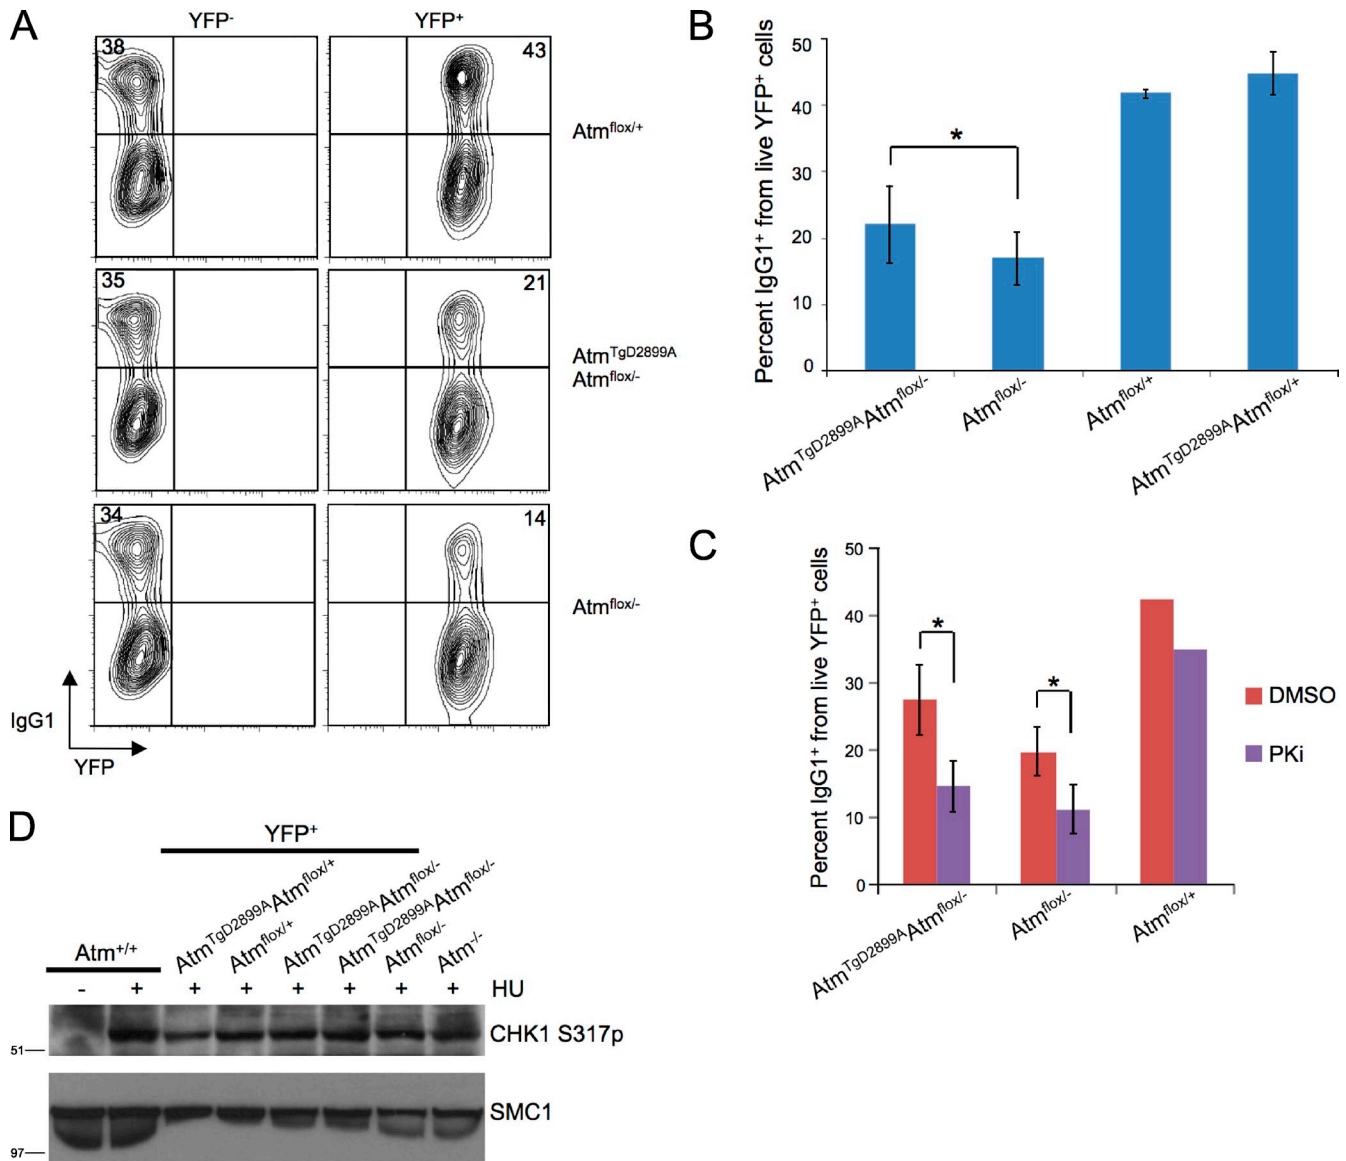 A
YFP-
YFP+
38
43
Atmflox/+
35
21
AtmTgD2899A
Atmflox/-
34
14
Atmflox/-
IgG1
YFP
B
Percent IgG1+ from live YFP+ cells
50
40
30
20
10
0
*
AtmTgD2899AAtmflox/-
Atmflox/-
Atmflox/+
AtmTgD2899AAtmflox/+
C
Percent IgG1+ from live YFP+ cells
50
40
30
20
10
0
*
*
DMSO
PKi
AtmTgD2899AAtmflox/-
Atmflox/-
Atmflox/+
D
YFP+
Atm+/+
AtmTgD2899AAtmflox/+
Atmflox/+
AtmTgD2899AAtmflox/-
AtmTgD2899AAtmflox/-
Atmflox/-
Atm-/-
- + + + + + + + HU
CHK1 S317p
51
SMC1
97